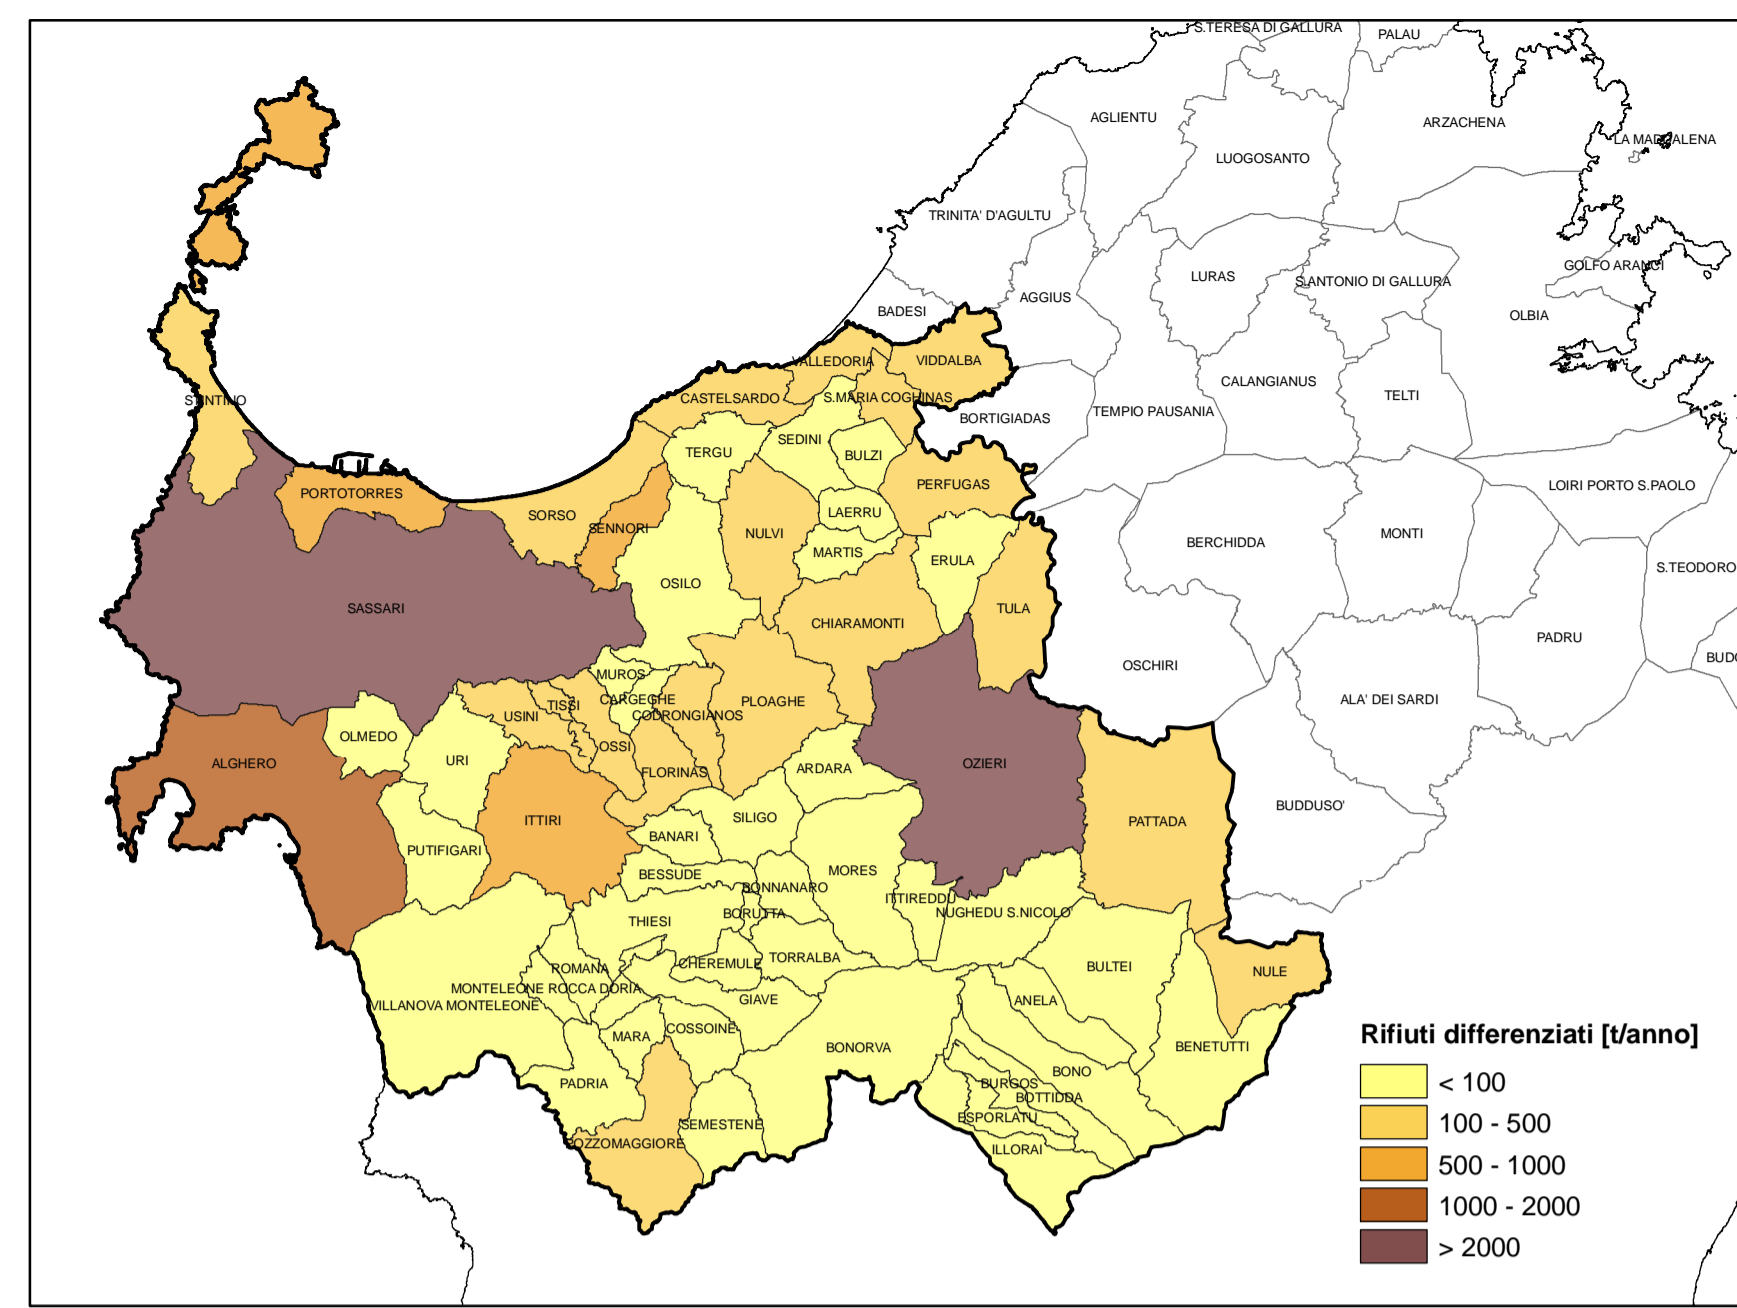 S.TERESA DI GALLURA
PALAU
AGLIENTU
ARZACHENA
LA MADDALENA
LUOGOSANTO
TRINITA' D'AGULTU
GOLFO ARANCI
LURAS
S.ANTONIO DI GALLURA
AGGIUS
BADESI
OLBIA
VALLEDORIA
VIDDALBA
CALANGIANUS
TELTI
STINTINO
CASTELSARDO
S.MARIA COGHINAS
TEMPIO PAUSANIA
BORTIGIADAS
SEDINI
TERGU
BULZI
PERFUGAS
LOIRI PORTO S.PAOLO
PORTOTORRES
SORSO
LAERRU
SENNORI
NULVI
MONTI
BERCHIDDA
MARTIS
ERULA
S.TEODORO
OSILO
SASSARI
TULA
CHIARAMONTI
PADRU
BUDO
OSCHIRI
MUROS
CARGEGHE
PLOAGHE
ALA' DEI SARDI
TISSI
USINI
CODRONGIANOS
OLMEDO
OSSI
URI
ALGHERO
OZIERI
ARDARA
FLORINAS
BUDDUSO'
SILIGO
ITTIRI
PATTADA
BANARI
PUTIFIGARI
MORES
BESSUDE
BONNANARO
ITTIREDDU
NUGHEDU S.NICOLO'
BORUTTA
THIESI
TORRALBA
CHEREMULE
BULTEI
ROMANA
NULE
MONTELEONE ROCCA DORIA
GIAVE
ANELA
VILLANOVA MONTELEONE
COSSOINE
MARA
BONORVA
BENETUTTI
BONO
PADRIA
BURGOS
BOTTIDDA
ESPORLATU
SEMESTENE
POZZOMAGGIORE
ILLORAI
Rifiuti differenziati [t/anno]
< 100
100 - 500
500 - 1000
1000 - 2000
> 2000